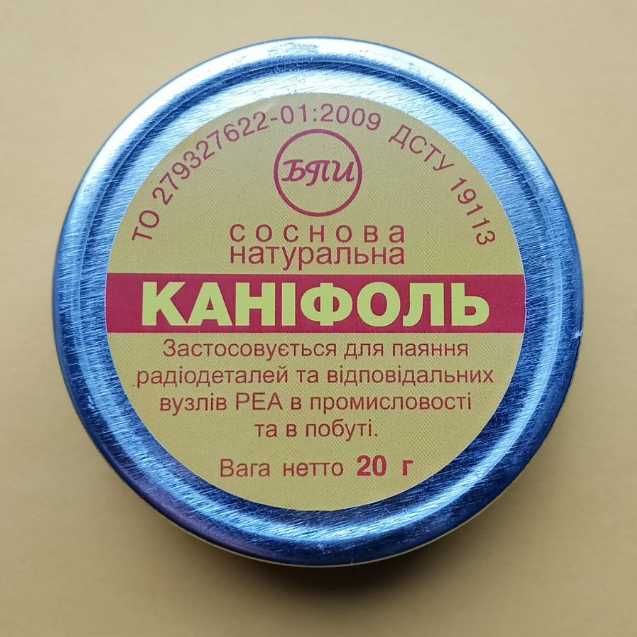 ТО 279327622-01:2009 ДСТУ 19113
БПИ
соснова
натуральна
КАНІФОЛЬ
Застосовується для паяння
радіодеталей та відповідальних
вузлів РЕА в промисловості
та в побуті.
Вага нетто 20 г